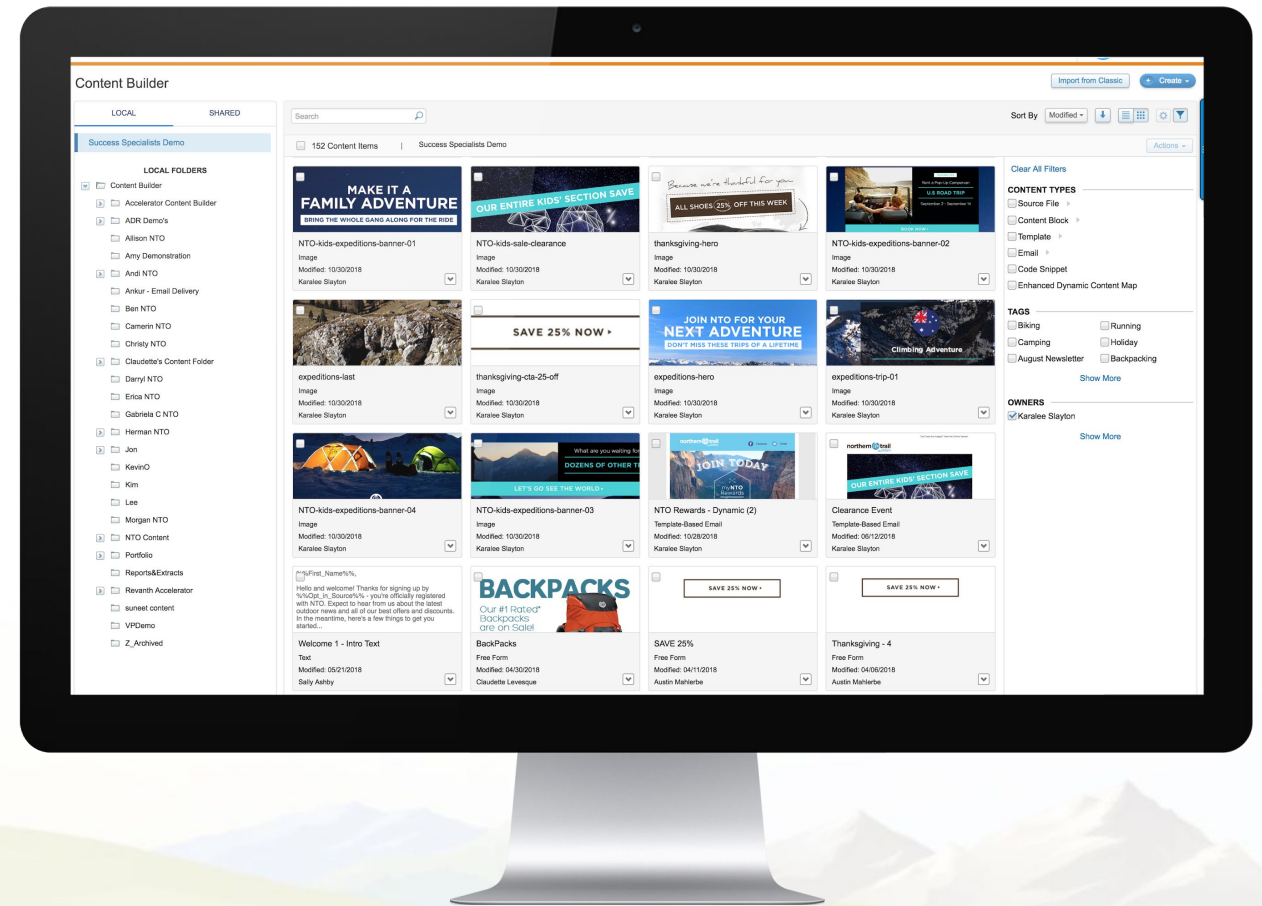 Content Builder
Import from Classic
Create
LOCAL SHARED
Search
Sort By Modified
Success Specialists Demo
152 Content Items | Success Specialists Demo
Actions
LOCAL FOLDERS
Content Builder
Accelerator Content Builder
ADR Demo's
Allison NTO
Amy Demonstration
Andi NTO
Ankur - Email Delivery
Ben NTO
Camerin NTO
Christy NTO
Claudette's Content Folder
Darryl NTO
Erica NTO
Gabriela C NTO
Herman NTO
Jon
KevinO
Kim
Lee
Morgan NTO
NTO Content
Portfolio
Reports&Extracts
Revanth Accelerator
suneet content
VPDemo
Z_Archived
MAKE IT A
FAMILY ADVENTURE
BRING THE WHOLE GANG ALONG FOR THE RIDE
NTO-kids-expeditions-banner-01
Image
Modified: 10/30/2018
Karalee Slayton
OUR ENTIRE KIDS' SECTION SAVE
NTO-kids-sale-clearance
Image
Modified: 10/30/2018
Karalee Slayton
Because we're thankful for you
ALL SHOES 25% OFF THIS WEEK
thanksgiving-hero
Image
Modified: 10/30/2018
Karalee Slayton
Rent a Pop-Up Campervan
U.S ROAD TRIP
September 2 - September 14
BOOK NOW
NTO-kids-expeditions-banner-02
Image
Modified: 10/30/2018
Karalee Slayton
expeditions-last
Image
Modified: 10/30/2018
Karalee Slayton
SAVE 25% NOW
thanksgiving-cta-25-off
Image
Modified: 10/30/2018
Karalee Slayton
JOIN NTO FOR YOUR
NEXT ADVENTURE
DON'T MISS THESE TRIPS OF A LIFETIME
expeditions-hero
Image
Modified: 10/30/2018
Karalee Slayton
Climbing Adventure
expeditions-trip-01
Image
Modified: 10/30/2018
Karalee Slayton
NTO-kids-expeditions-banner-04
Image
Modified: 10/30/2018
Karalee Slayton
What are you waiting for
DOZENS OF OTHER T
LET'S GO SEE THE WORLD
NTO-kids-expeditions-banner-03
Image
Modified: 10/30/2018
Karalee Slayton
northern trail
JOIN TODAY
myNTO
Rewards
NTO Rewards - Dynamic (2)
Template-Based Email
Modified: 10/28/2018
Karalee Slayton
northern trail
OUR ENTIRE KIDS' SECTION SAVE
Clearance Event
Template-Based Email
Modified: 06/12/2018
Karalee Slayton
%%First_Name%%,
Hello and welcome! Thanks for signing up by
%%Opt_in_Source%% - you're officially registered
with NTO. Expect to hear from us about the latest
outdoor news and all of our best offers and discounts.
In the meantime, here's a few things to get you
started...
Welcome 1 - Intro Text
Text
Modified: 05/21/2018
Sally Ashby
BACKPACKS
Our #1 Rated*
Backpacks
are on Sale!
BackPacks
Free Form
Modified: 04/30/2018
Claudette Levesque
SAVE 25% NOW
SAVE 25%
Free Form
Modified: 04/11/2018
Austin Mahlerbe
SAVE 25% NOW
Thanksgiving - 4
Free Form
Modified: 04/06/2018
Austin Mahlerbe
Clear All Filters
CONTENT TYPES
Source File
Content Block
Template
Email
Code Snippet
Enhanced Dynamic Content Map
TAGS
Biking Running
Camping Holiday
August Newsletter Backpacking
Show More
OWNERS
Karalee Slayton
Show More